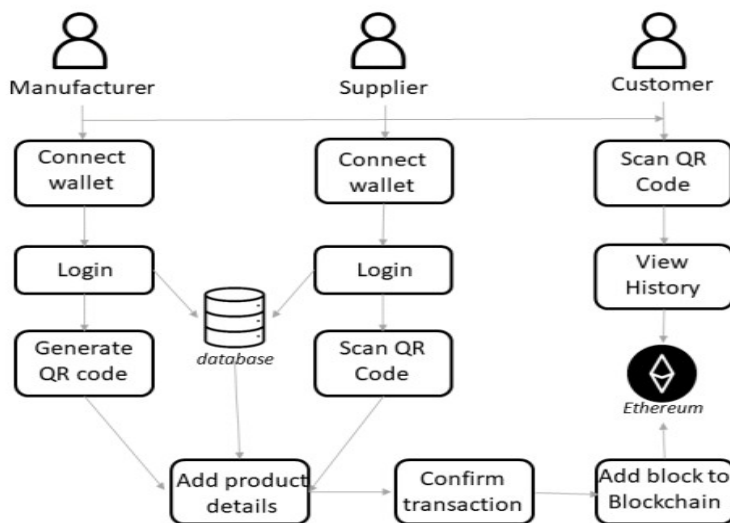 Manufacturer
Supplier
Customer
Connect
wallet
Connect
wallet
Scan QR
Code
Login
Login
View
History
database
Generate
QR code
Scan QR
Code
Ethereum
Add product
details
Confirm
transaction
Add block to
Blockchain